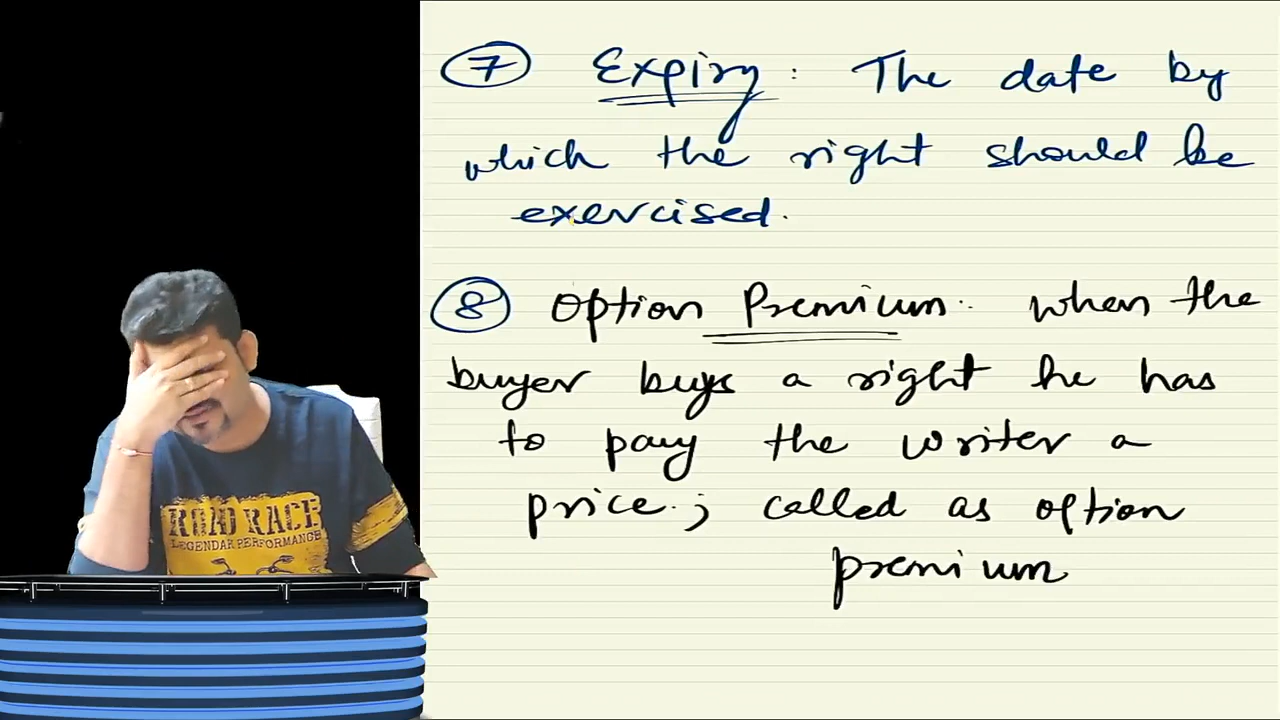 7 Expiry: The date by
which the right should be
exercised.
8 Option Premium: When the
buyer buys a right he has
to pay the writer a
price; called as option
premium
ROAD RACE
LEGENDAR PERFORMANCE